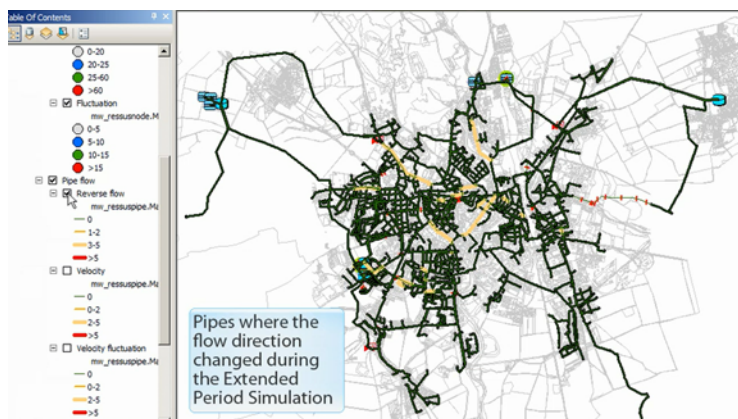 Table Of Contents
0-20
20-25
25-60
>60
Fluctuation
mw_ressusnode.Ma
0-5
5-10
10-15
>15
Pipe flow
Reverse flow
mw_ressuspipe.Ma
0
1-2
3-5
>5
Velocity
mw_ressuspipe.Ma
0
0-2
2-5
>5
Velocity fluctuation
mw_ressuspipe.Ma
0
0-2
2-5
>5
Pipes where the
flow direction
changed during
the Extended
Period Simulation